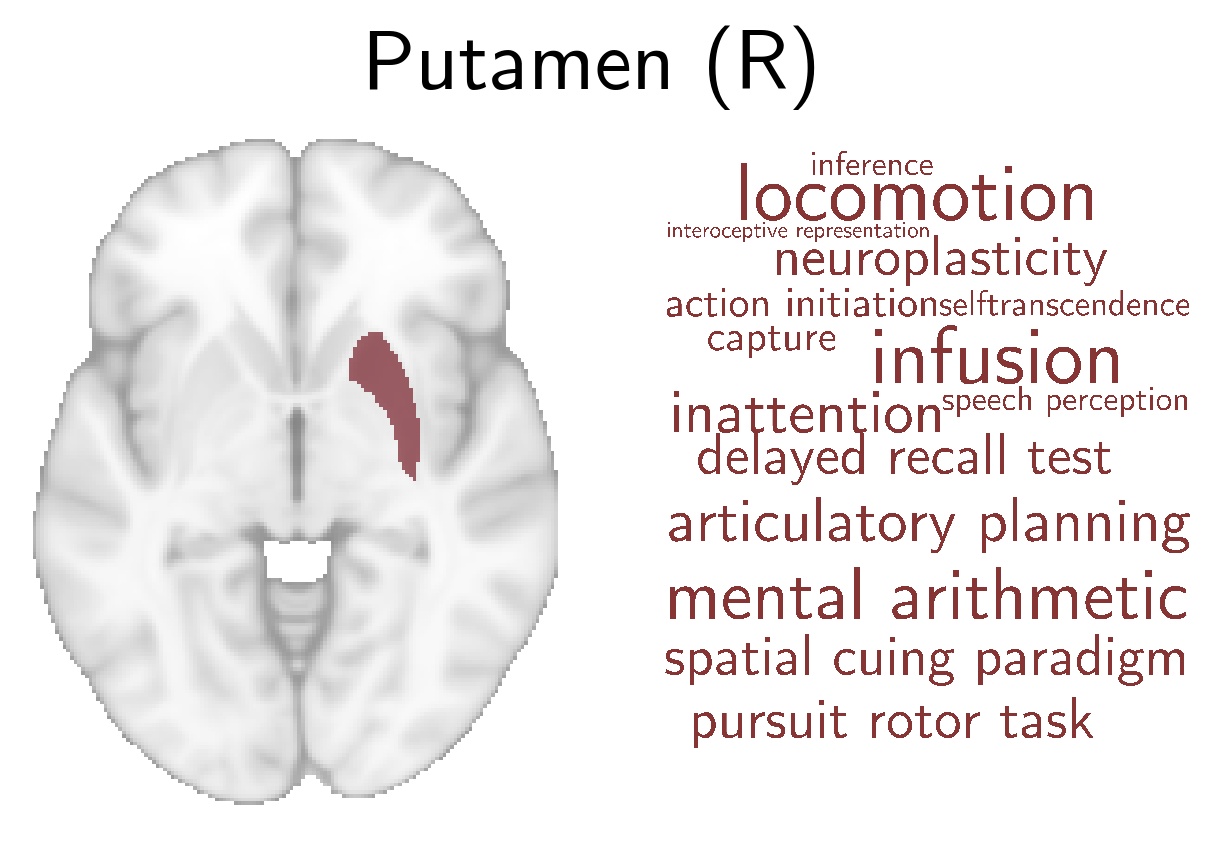 Putamen (R)
inference
locomotion
interoceptive representation
neuroplasticity
action initiation
selftranscendence
capture
infusion
inattention
speech perception
delayed recall test
articulatory planning
mental arithmetic
spatial cuing paradigm
pursuit rotor task